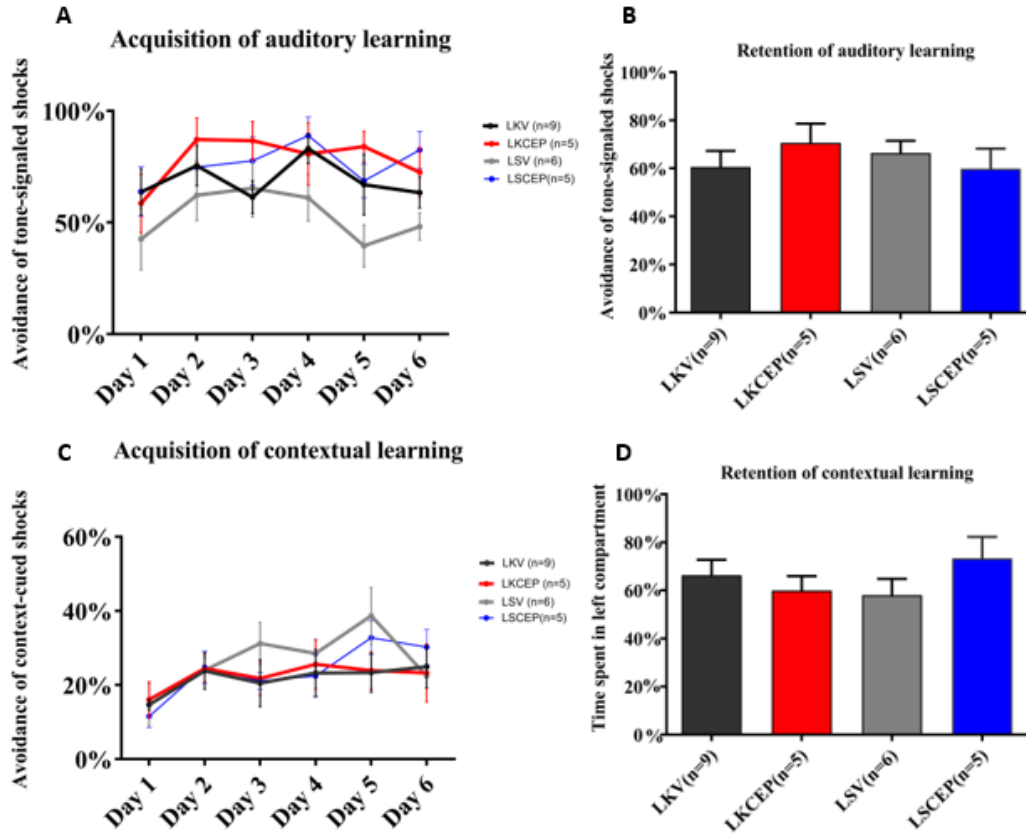 A
Acquisition of auditory learning
Avoidance of tone-signaled shocks
100%
50%
0%
Day 1
Day 2
Day 3
Day 4
Day 5
Day 6
LKV (n=9)
LKCEP (n=5)
LSV (n=6)
LSCEP(n=5)
B
Retention of auditory learning
Avoidance of tone-signaled shocks
100%
80%
60%
40%
20%
0%
LKV(n=9)
LKCEP(n=5)
LSV(n=6)
LSCEP(n=5)
C
Acquisition of contextual learning
Avoidance of context-cued shocks
60%
40%
20%
0%
Day 1
Day 2
Day 3
Day 4
Day 5
Day 6
LKV (n=9)
LKCEP (n=5)
LSV (n=6)
LSCEP(n=5)
D
Retention of contextual learning
Time spent in left compartment
100%
80%
60%
40%
20%
0%
LKV(n=9)
LKCEP(n=5)
LSV(n=6)
LSCEP(n=5)